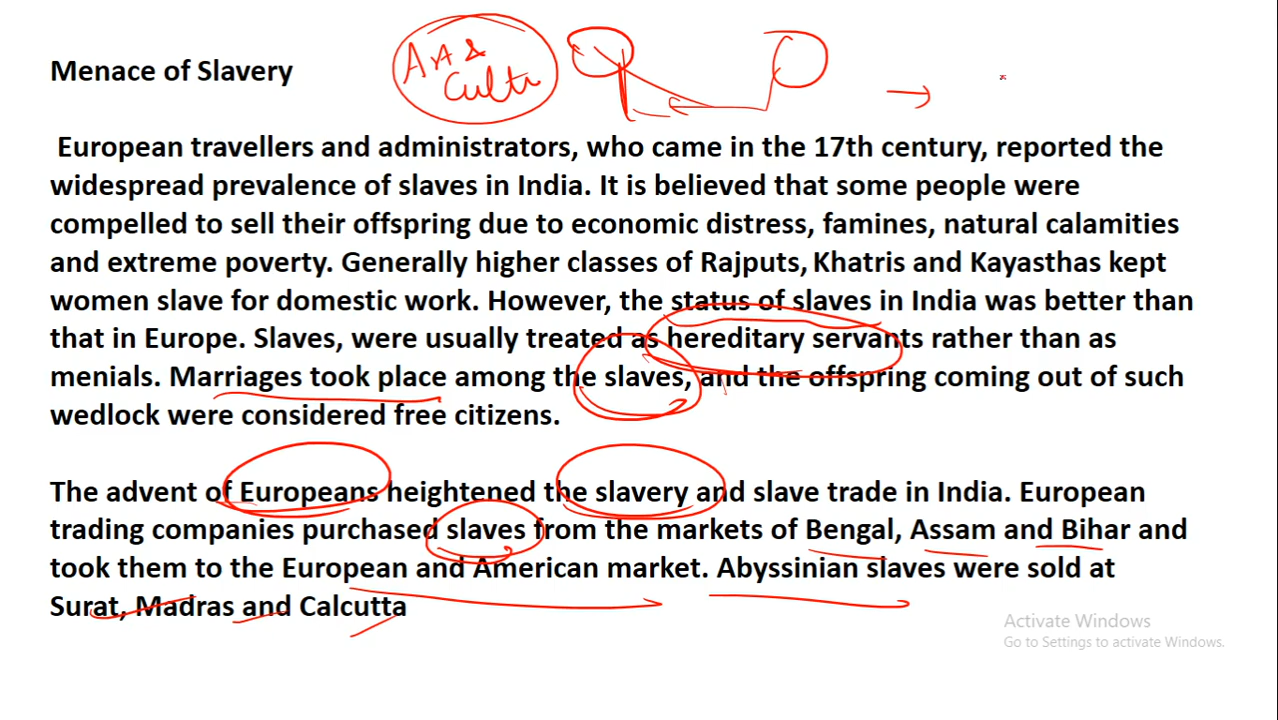 Menace of Slavery
Art &
Cultr
European travellers and administrators, who came in the 17th century, reported the
widespread prevalence of slaves in India. It is believed that some people were
compelled to sell their offspring due to economic distress, famines, natural calamities
and extreme poverty. Generally higher classes of Rajputs, Khatris and Kayasthas kept
women slave for domestic work. However, the status of slaves in India was better than
that in Europe. Slaves, were usually treated as hereditary servants rather than as
menials. Marriages took place among the slaves, and the offspring coming out of such
wedlock were considered free citizens.
The advent of Europeans heightened the slavery and slave trade in India. European
trading companies purchased slaves from the markets of Bengal, Assam and Bihar and
took them to the European and American market. Abyssinian slaves were sold at
Surat, Madras and Calcutta
Activate Windows
Go to Settings to activate Windows.